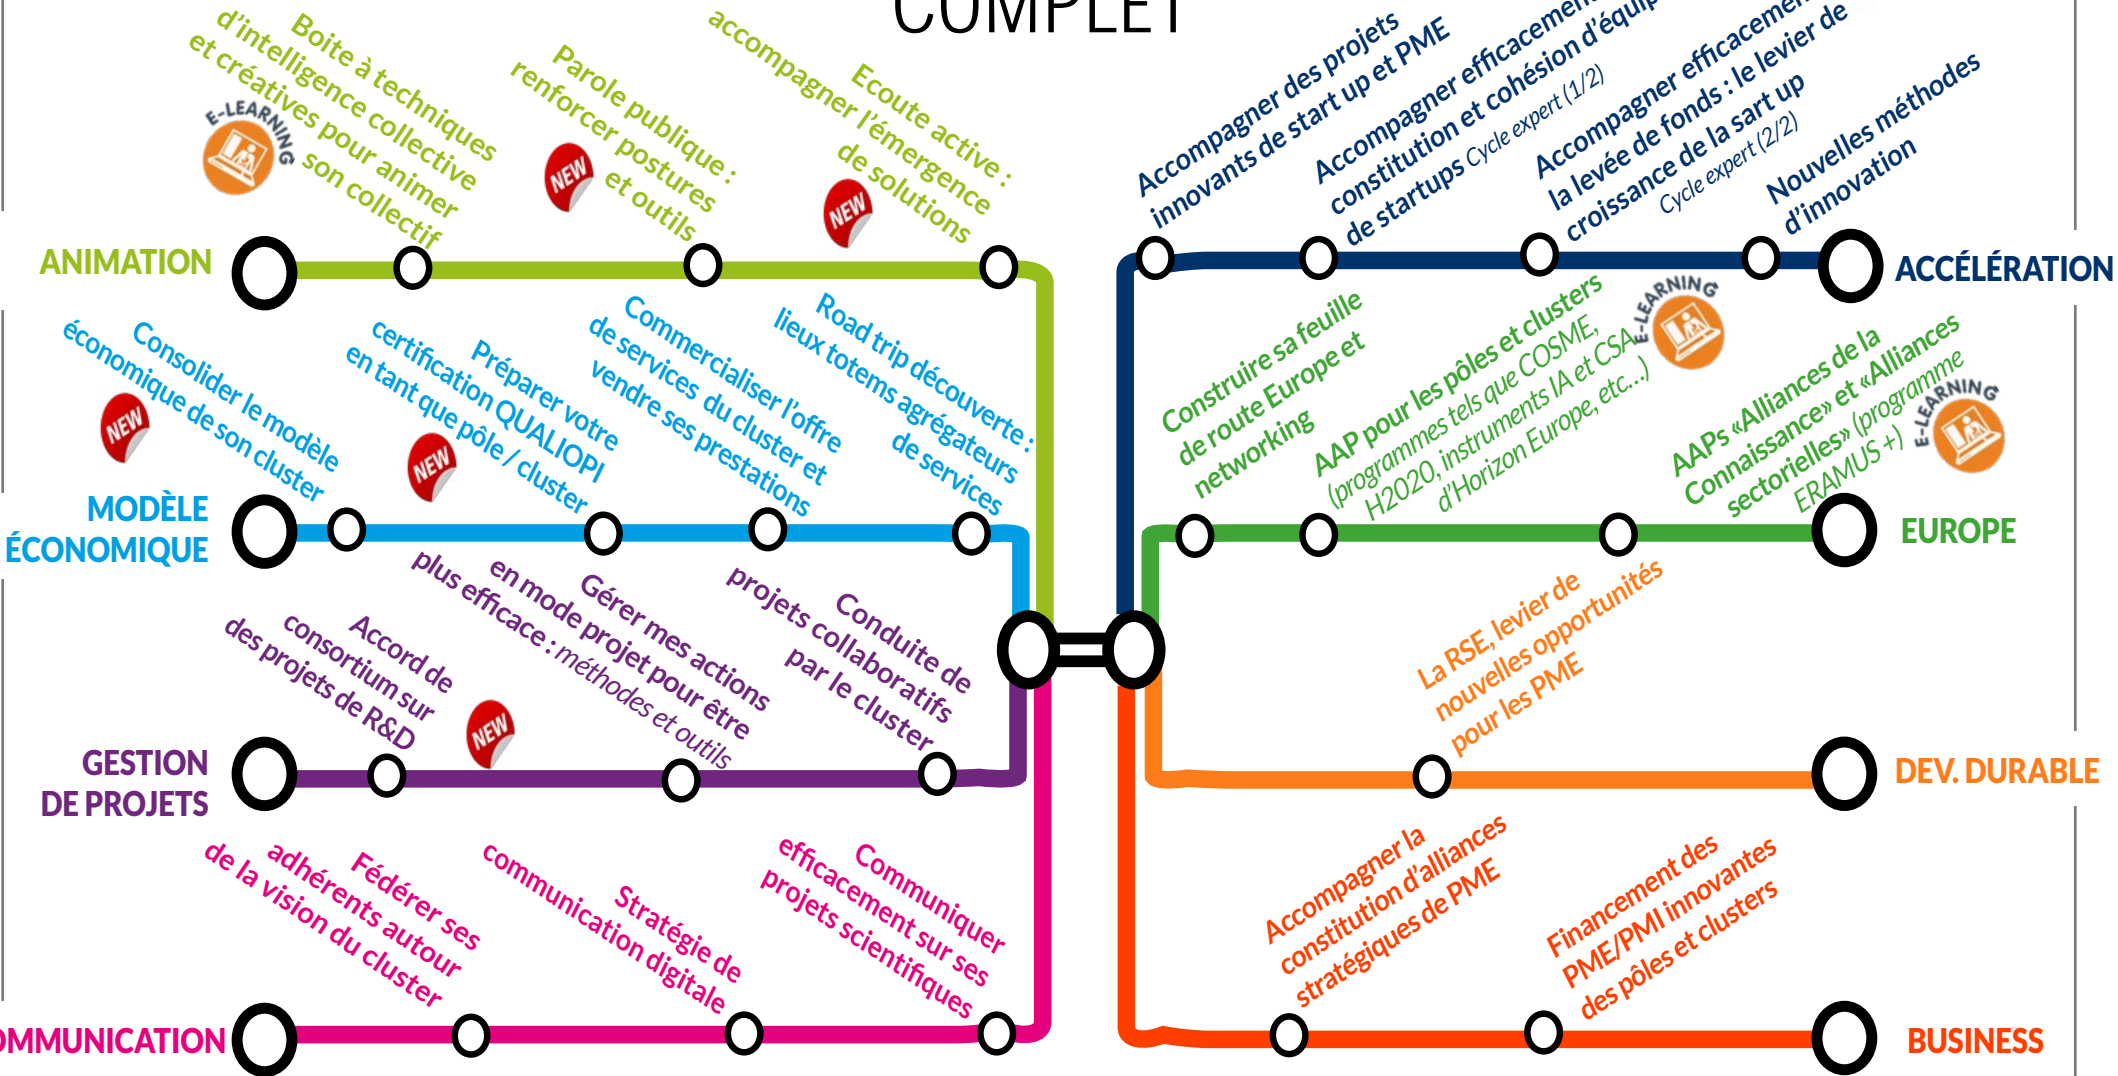 COMPLET
Boite à techniques
d'intelligence collective
et créatives pour animer
son collectif
E-LEARNING
Parole publique :
renforcer postures
et outils
NEW
Ecoute active :
accompagner l'émergence
de solutions
NEW
ANIMATION
Accompagner des projets
innovants de start up et PME
Accompagner efficacement
constitution et cohésion d'équip
de startups Cycle expert (1/2)
Accompagner efficacemen
la levée de fonds : le levier de
croissance de la sart up
Cycle expert (2/2)
Nouvelles méthodes
d'innovation
ACCÉLÉRATION
Consolider le modèle
économique de son cluster
NEW
Préparer votre
certification QUALIOPI
en tant que pôle / cluster
NEW
Commercialiser l'offre
de services du cluster et
vendre ses prestations
Road trip découverte :
lieux totems agrégateurs
de services
MODÈLE
ÉCONOMIQUE
Construire sa feuille
de route Europe et
networking
AAP pour les pôles et clusters
(programmes tels que COSME,
H2020, instruments IA et CSA
d'Horizon Europe, etc...)
E-LEARNING
AAPs «Alliances de la
Connaissance» et «Alliances
sectorielles» (programme
ERAMUS +)
E-LEARNING
EUROPE
Accord de
consortium sur
des projets de R&D
Gérer mes actions
en mode projet pour être
plus efficace : méthodes et outils
NEW
Conduite de
projets collaboratifs
par le cluster
GESTION
DE PROJETS
La RSE, levier de
nouvelles opportunités
pour les PME
DEV. DURABLE
Fédérer ses
adhérents autour
de la vision du cluster
Stratégie de
communication digitale
Communiquer
efficacement sur ses
projets scientifiques
OMMUNICATION
Accompagner la
constitution d'alliances
stratégiques de PME
Financement des
PME/PMI innovantes
des pôles et clusters
BUSINESS